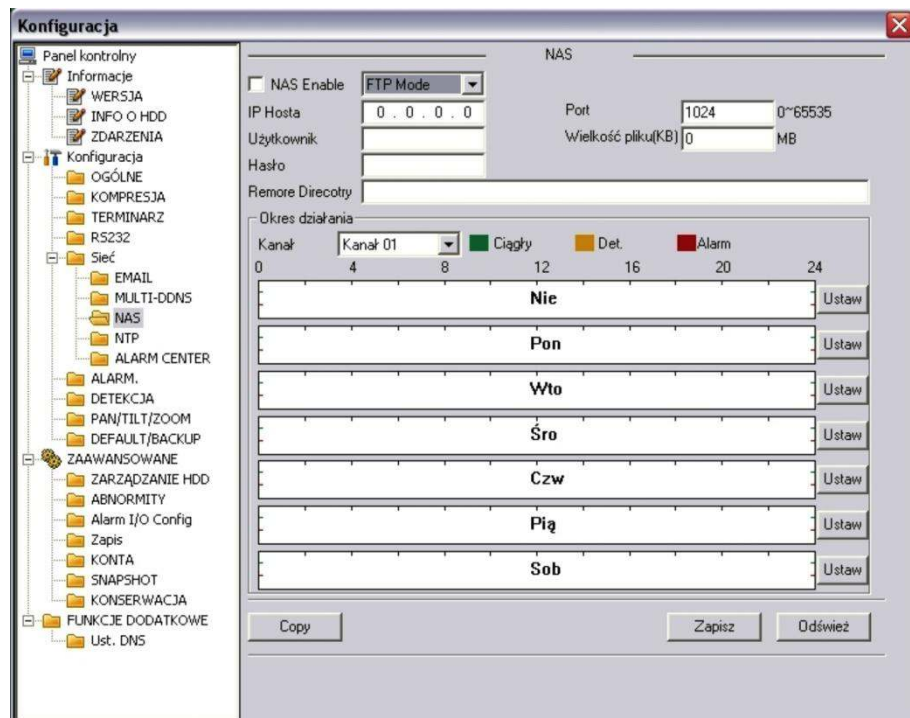 Konfiguracja
Panel kontrolny
Informacje
WERSJA
INFO O HDD
ZDARZENIA
Konfiguracja
OGÓLNE
KOMPRESJA
TERMINARZ
RS232
Sieć
EMAIL
MULTI-DDNS
NAS
NTP
ALARM CENTER
ALARM.
DETEKCJA
PAN/TILT/ZOOM
DEFAULT/BACKUP
ZAAWANSOWANE
ZARZĄDZANIE HDD
ABNORMITY
Alarm I/O Config
Zapis
KONTA
SNAPSHOT
KONSERWACJA
FUNKCJE DODATKOWE
Ust. DNS
NAS
NAS Enable FTP Mode
IP Hosta 0 . 0 . 0 . 0 Port 1024 0~65535
Użytkownik Wielkość pliku(KB) 0 MB
Hasło
Remore Direcotry
Okres działania
Kanał Kanał 01 Ciągły Det. Alarm
0 4 8 12 16 20 24
Nie Ustaw
Pon Ustaw
Wto Ustaw
Śro Ustaw
Czw Ustaw
Pią Ustaw
Sob Ustaw
Copy Zapisz Odśwież